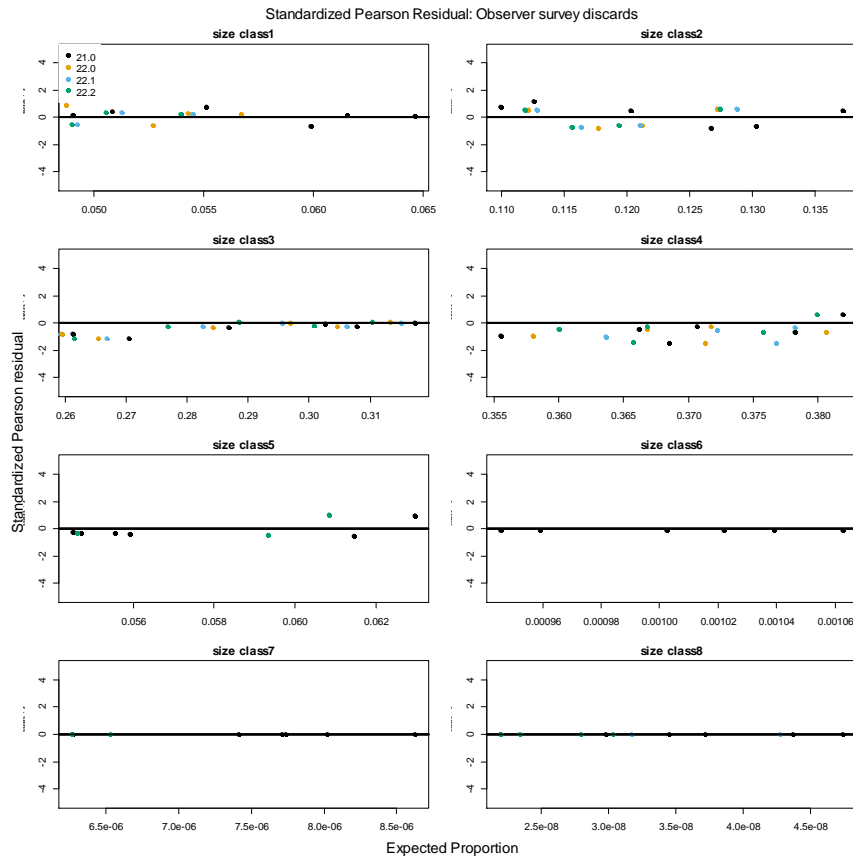 Standardized Pearson Residual: Observer survey discards
size class1
size class2
21.0
22.0
22.1
22.2
4
2
0
-2
-4
0.050 0.055 0.060 0.065
4
2
0
-2
-4
0.110 0.115 0.120 0.125 0.130 0.135
size class3
size class4
4
2
0
-2
-4
0.26 0.27 0.28 0.29 0.30 0.31
4
2
0
-2
-4
0.355 0.360 0.365 0.370 0.375 0.380
Standardized Pearson residual
size class5
size class6
4
2
0
-2
-4
0.056 0.058 0.060 0.062
4
2
0
-2
-4
0.00096 0.00098 0.00100 0.00102 0.00104 0.00106
size class7
size class8
4
2
0
-2
-4
6.5e-06 7.0e-06 7.5e-06 8.0e-06 8.5e-06
4
2
0
-2
-4
2.5e-08 3.0e-08 3.5e-08 4.0e-08 4.5e-08
Expected Proportion